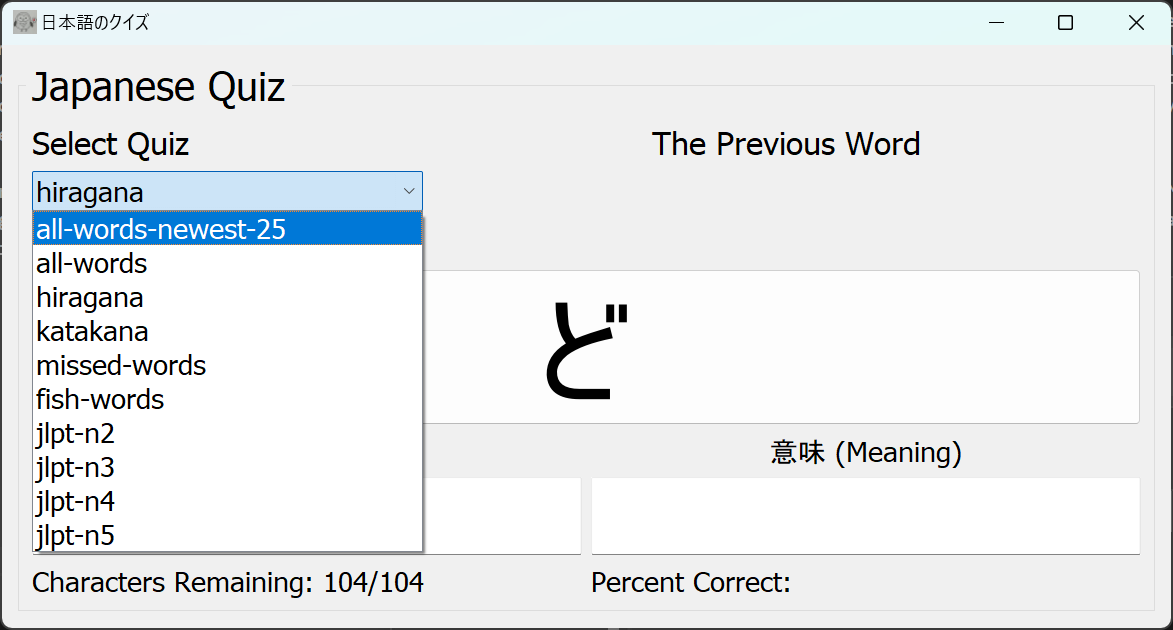 日本語のクイズ
Japanese Quiz
Select Quiz
The Previous Word
hiragana
all-words-newest-25
all-words
hiragana
katakana
missed-words
fish-words
jlpt-n2
jlpt-n3
jlpt-n4
jlpt-n5
ど
意味 (Meaning)
Characters Remaining: 104/104
Percent Correct: